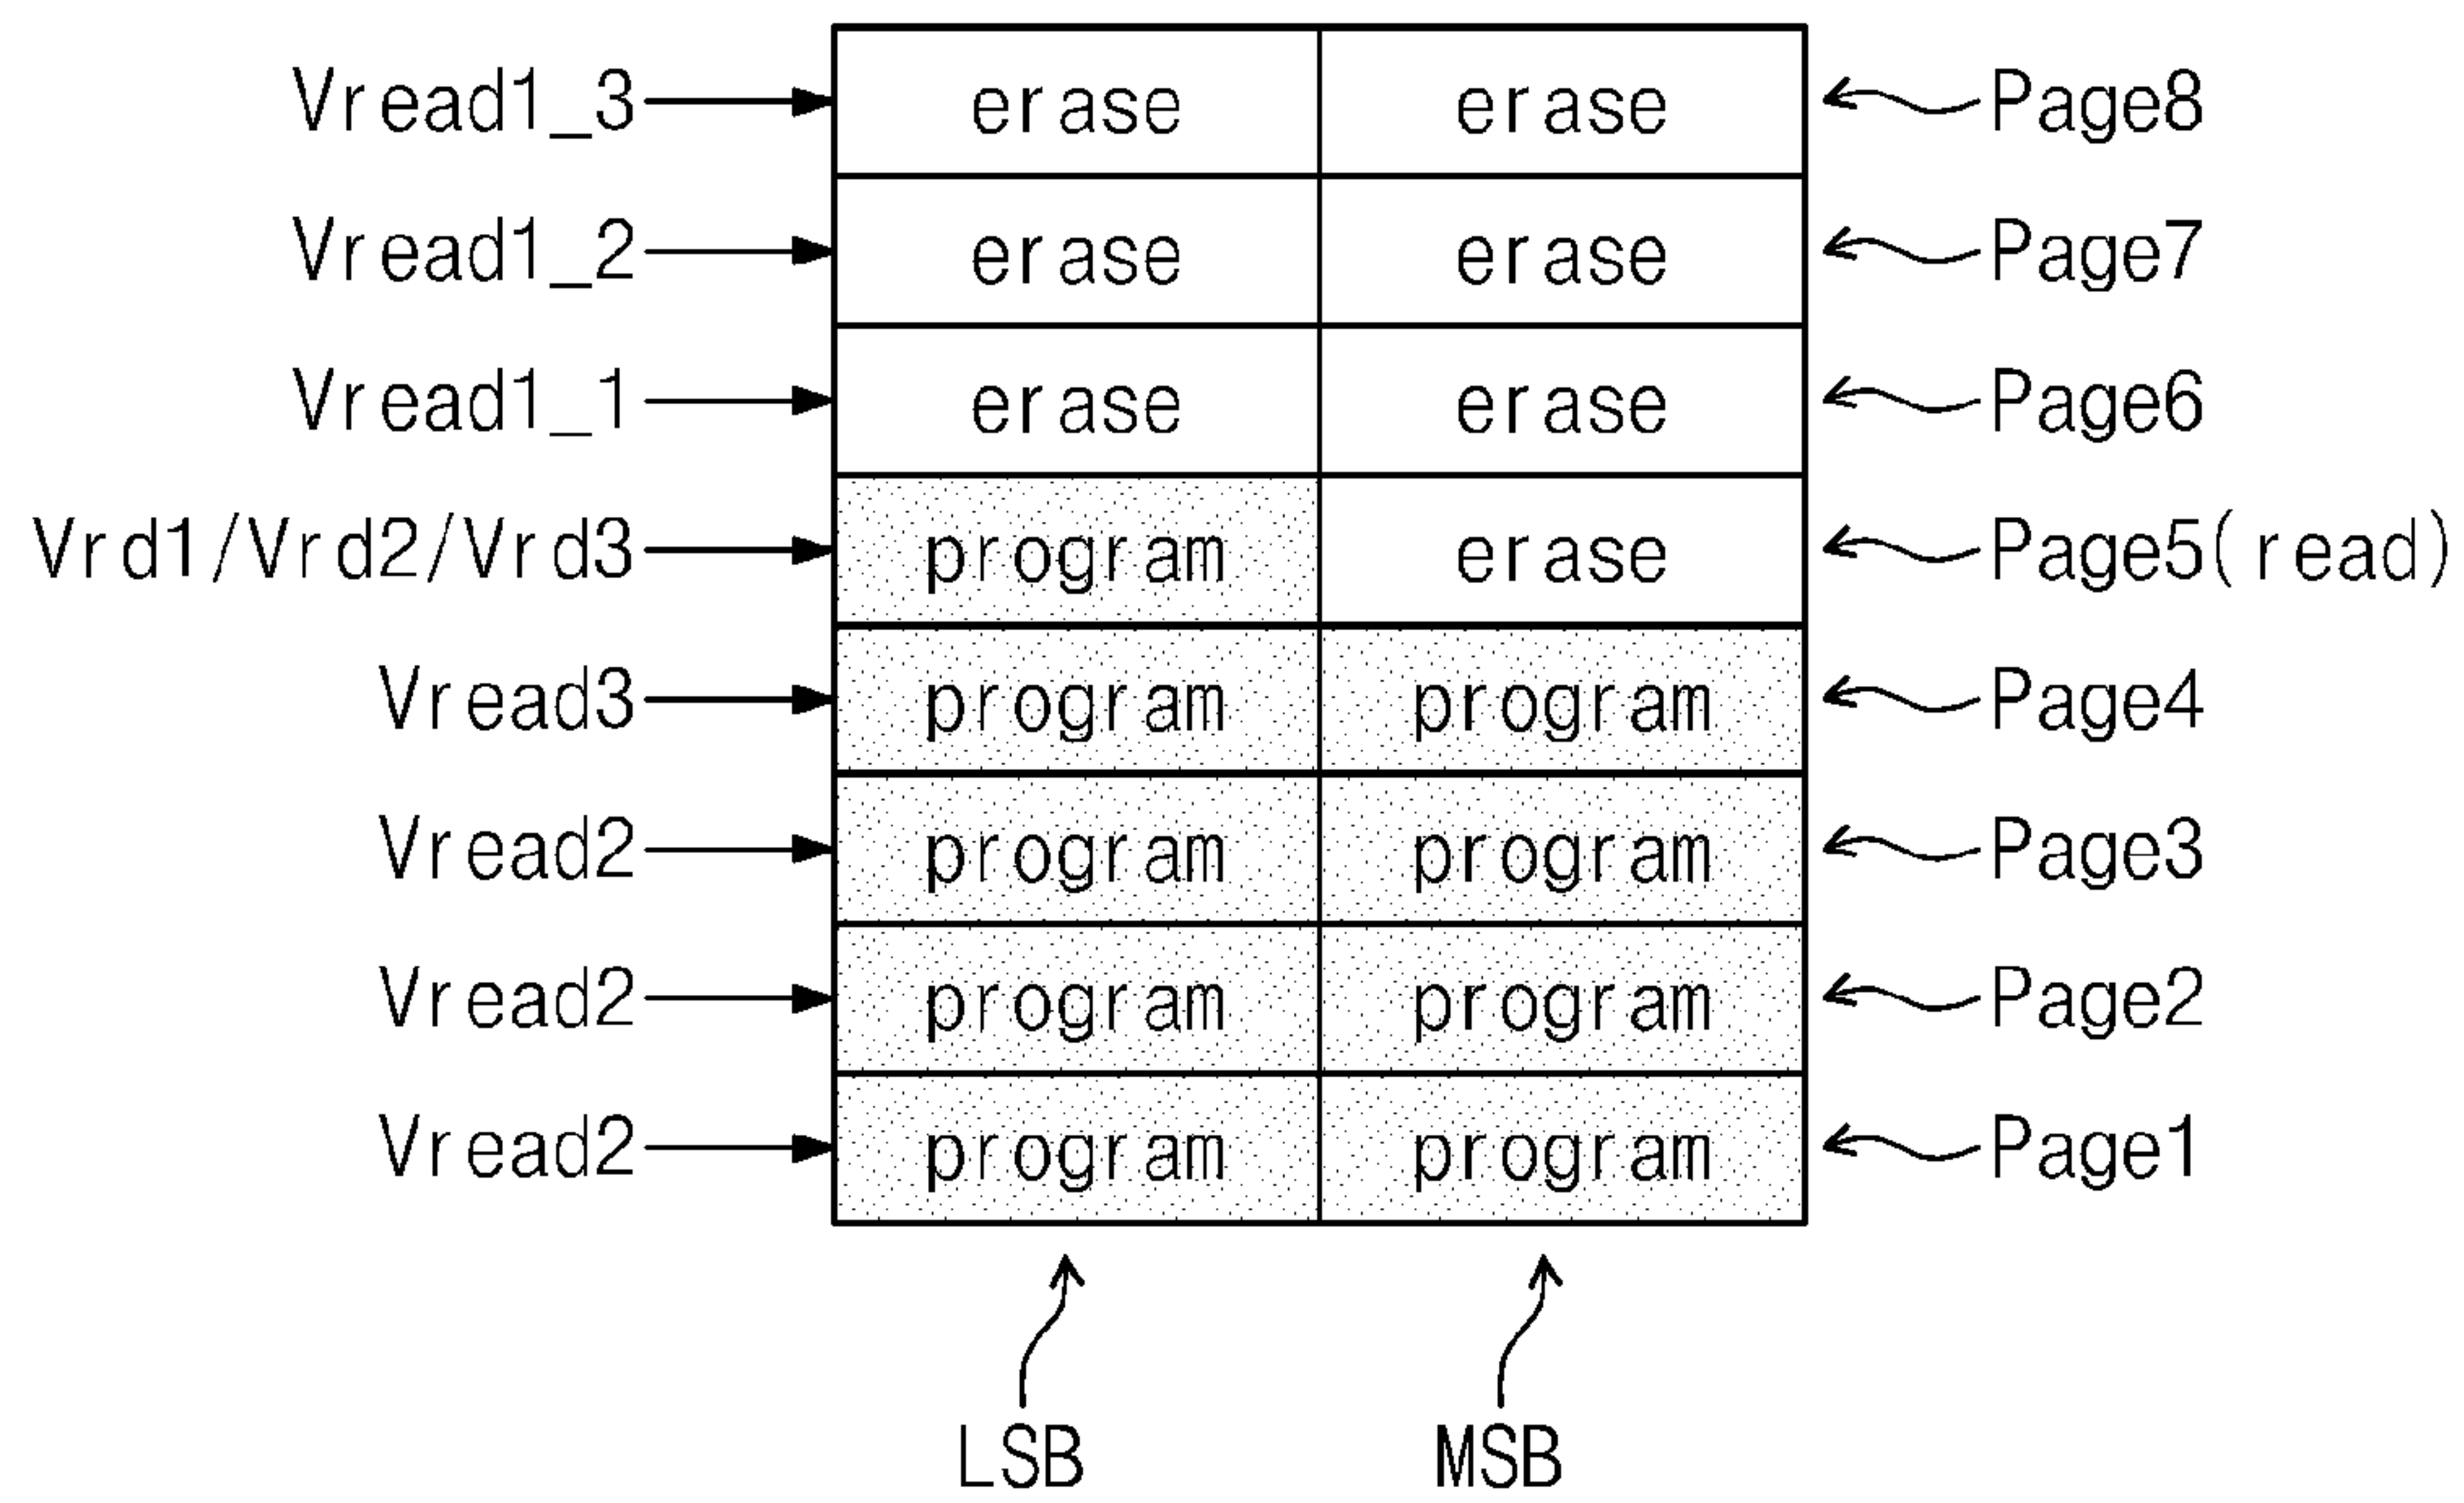 Vread1_3 erase erase Page8
Vread1_2 erase erase Page7
Vread1_1 erase erase Page6
Vrd1/Vrd2/Vrd3 program erase Page5(read)
Vread3 program program Page4
Vread2 program program Page3
Vread2 program program Page2
Vread2 program program Page1
LSB MSB